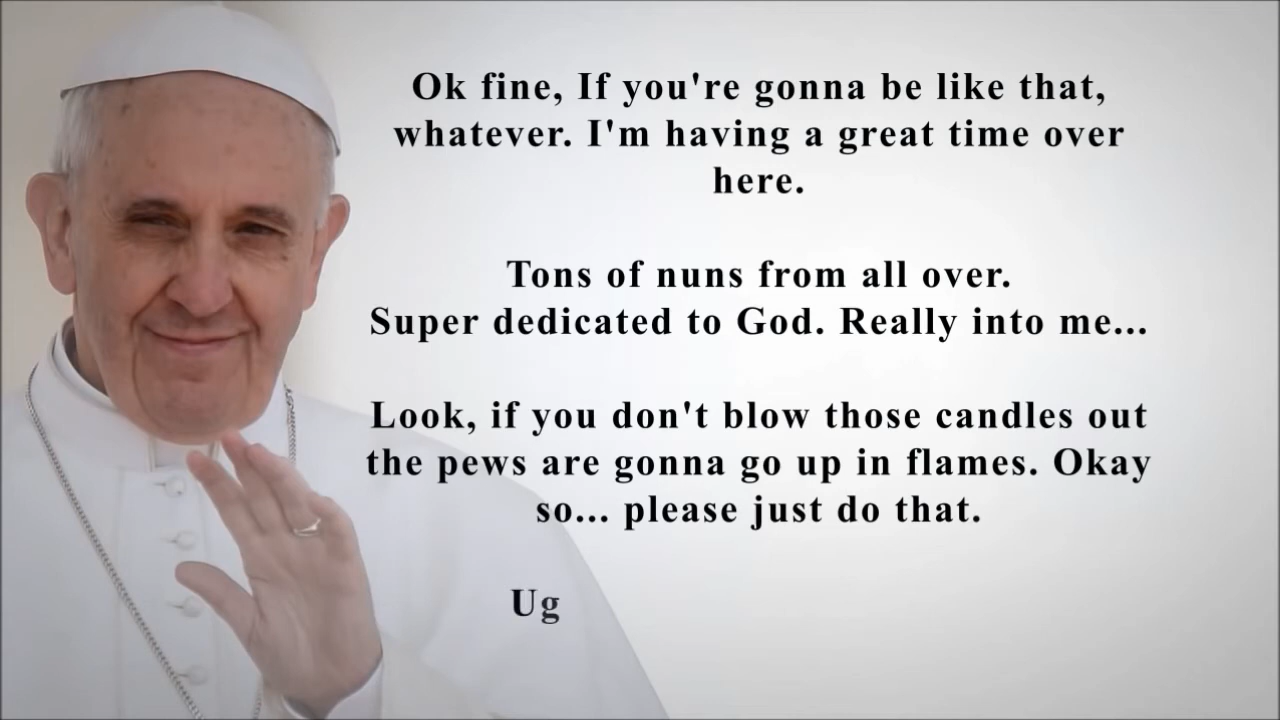 Ok fine, If you're gonna be like that,
whatever. I'm having a great time over
here.
Tons of nuns from all over.
Super dedicated to God. Really into me...
Look, if you don't blow those candles out
the pews are gonna go up in flames. Okay
so... please just do that.
Ug